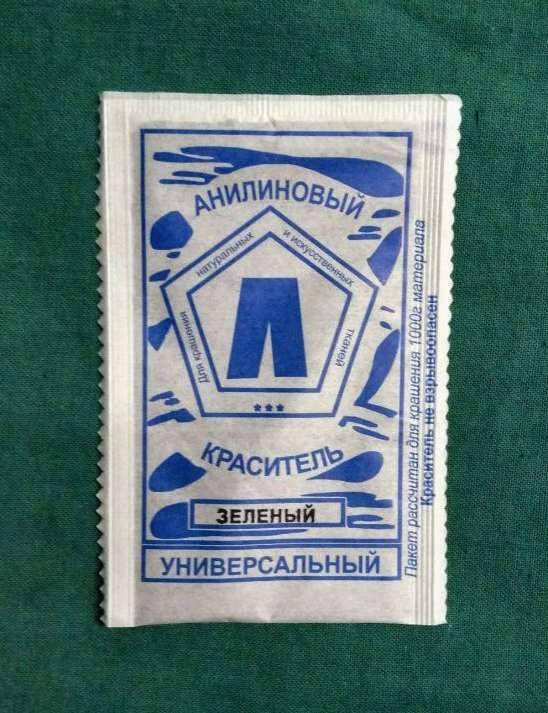 АНИЛИНОВЫЙ
Для крашения натуральных и искусственных тканей
***
КРАСИТЕЛЬ
ЗЕЛЕНЫЙ
УНИВЕРСАЛЬНЫЙ
Пакет рассчитан для крашения 1000г материала
Краситель не взрывоопасен